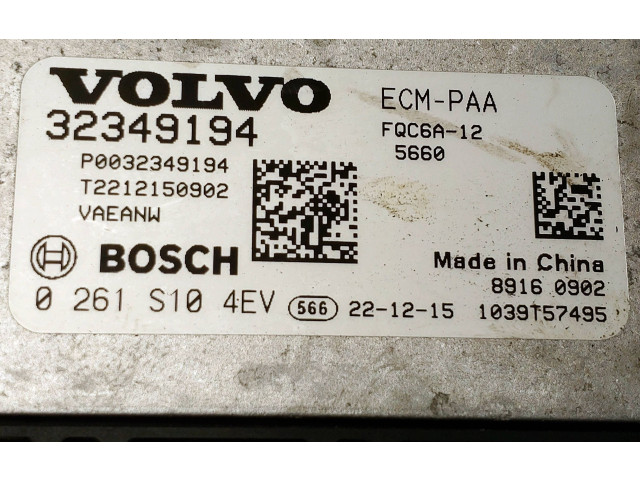 VOLVO ECM-PAA
32349194 FQC6A-12
P0032349194 5660
T2212150902
VAEANW
BOSCH Made in China
8916 0902
0 261 S10 4EV 566 22-12-15 1039T57495